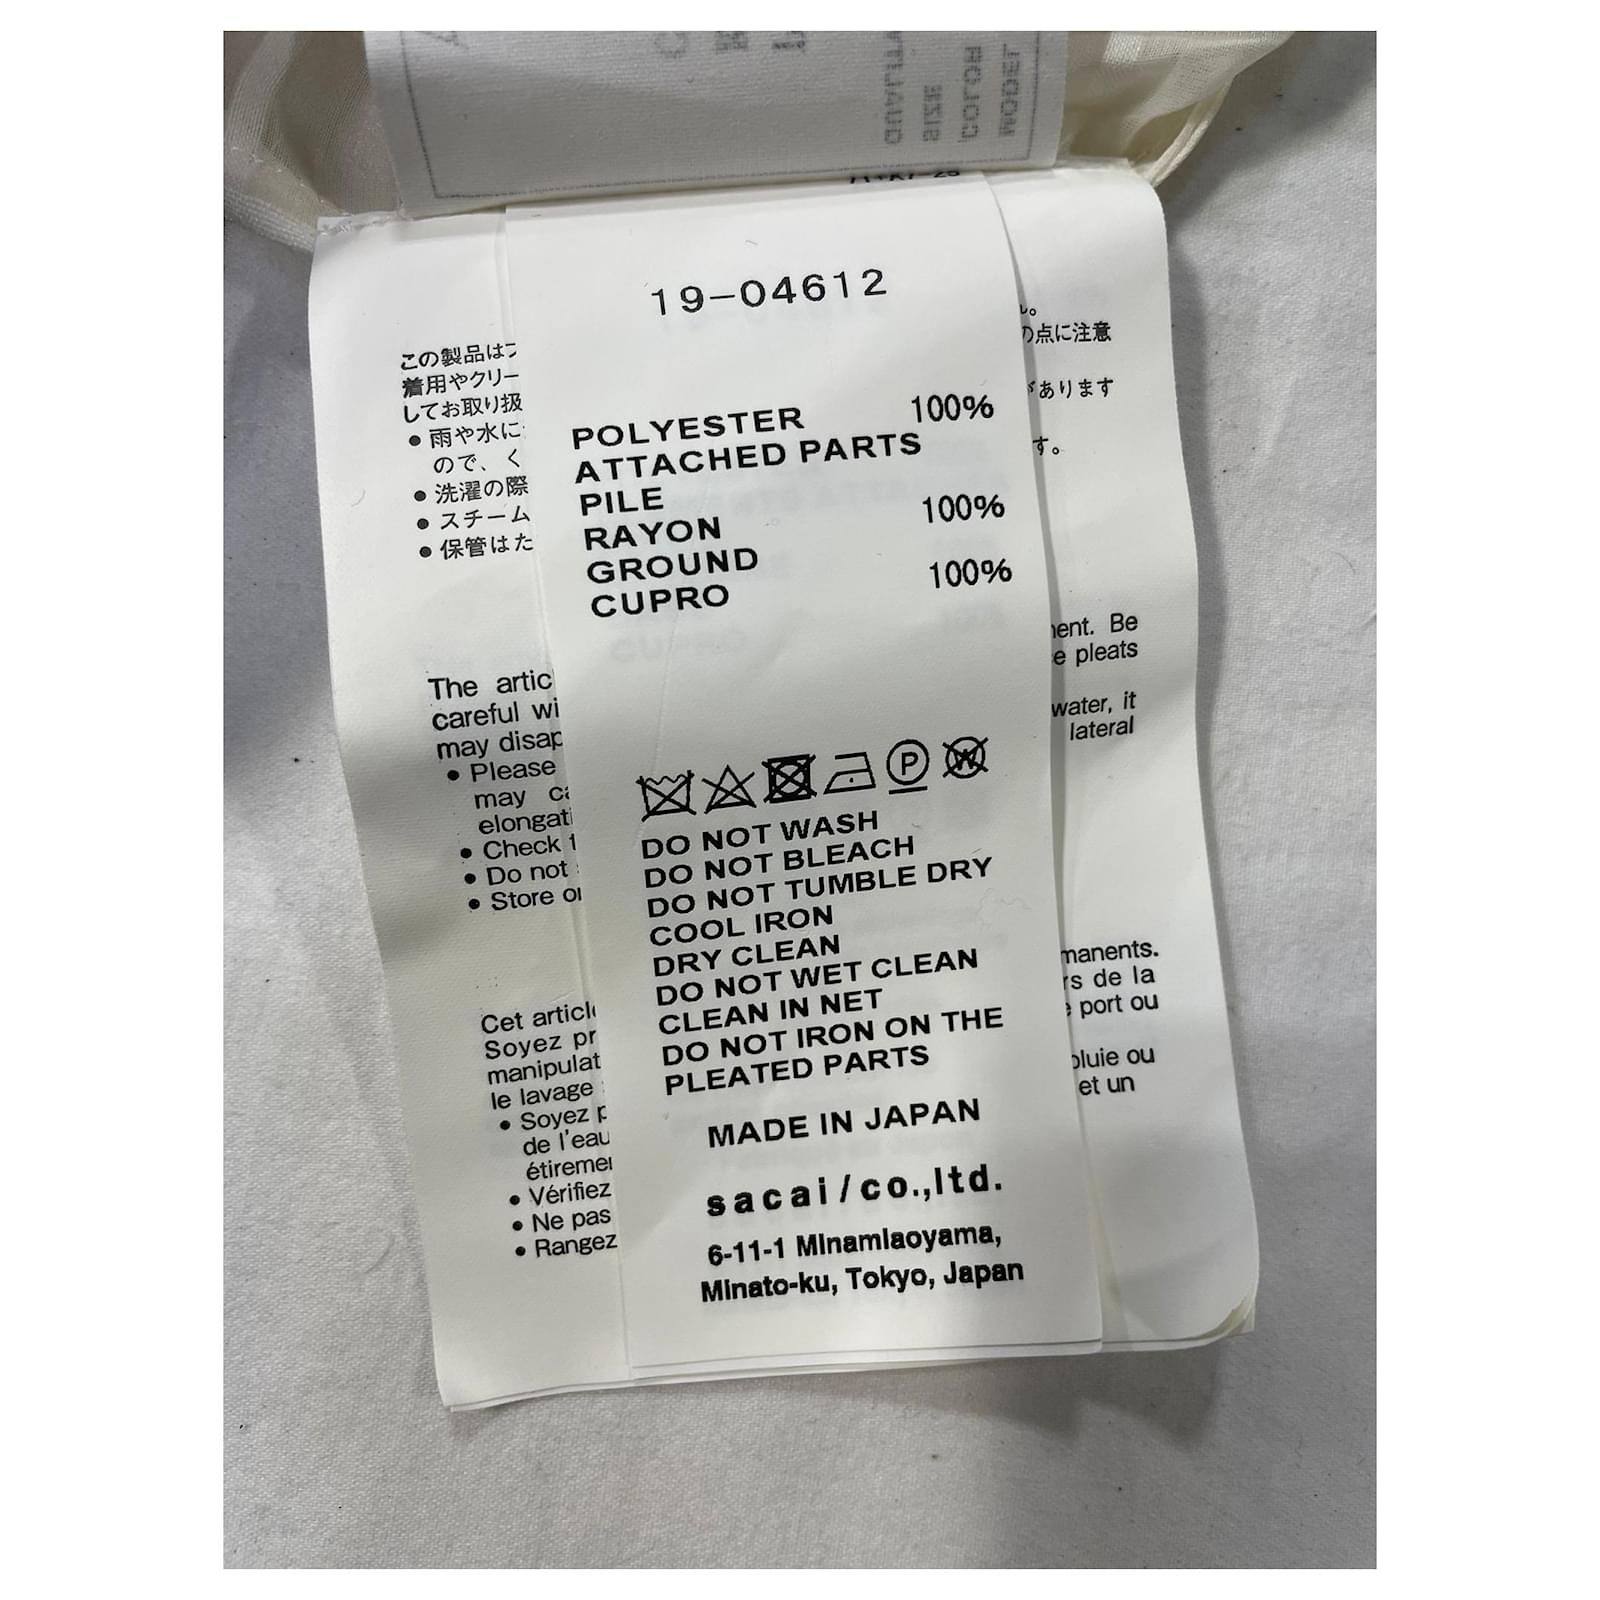 MODEL
COLOR
SIZE
QUALITY
19-04612
POLYESTER 100%
ATTACHED PARTS
PILE
RAYON 100%
GROUND
CUPRO 100%
P
W
DO NOT WASH
DO NOT BLEACH
DO NOT TUMBLE DRY
COOL IRON
DRY CLEAN
DO NOT WET CLEAN
CLEAN IN NET
DO NOT IRON ON THE
PLEATED PARTS
MADE IN JAPAN
sacai/co.,ltd.
6-11-1 Minamiaoyama,
Minato-ku, Tokyo, Japan
この製品は
着用やクリー
してお取り扱
の点に注意
があります
• 雨や水に
ので、く
す。
• 洗濯の際
• スチーム
• 保管はた
The artic
ent. Be
careful wi
e pleats
may disap
• Please
water, it
may
lateral
elongati
• Check
• Do not
• Store or
Cet article
manents.
Soyez pr
rs de la
manipulat
port ou
le lavage
• Soyez p
pluie ou
de l'eau
et un
étireme
• Vérifiez
• Ne pas
• Rangez